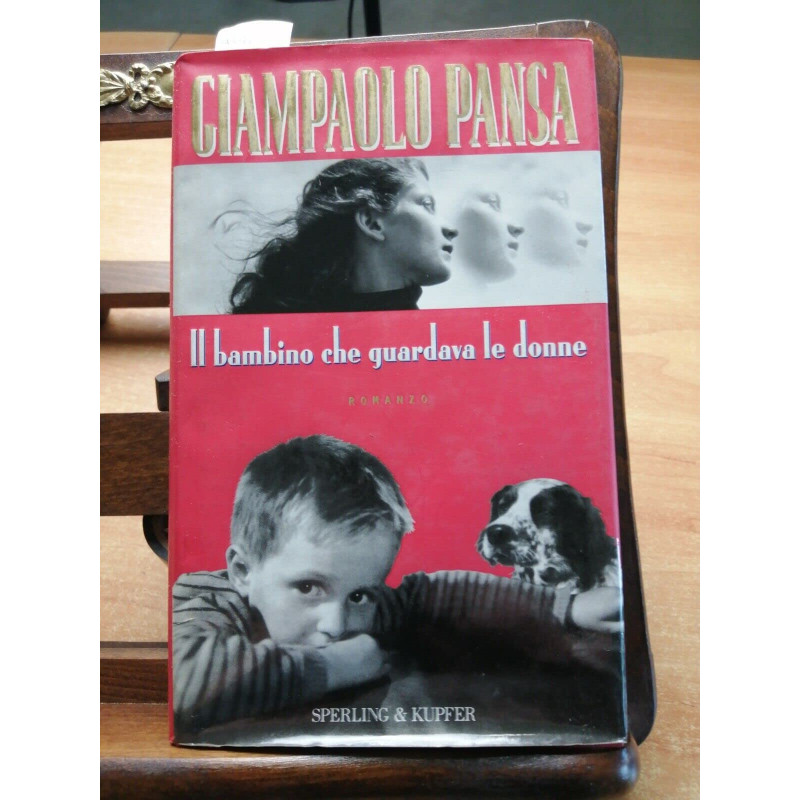 GIAMPAOLO PANSA
Il bambino che guardava le donne
ROMANZO
SPERLING & KUPFER